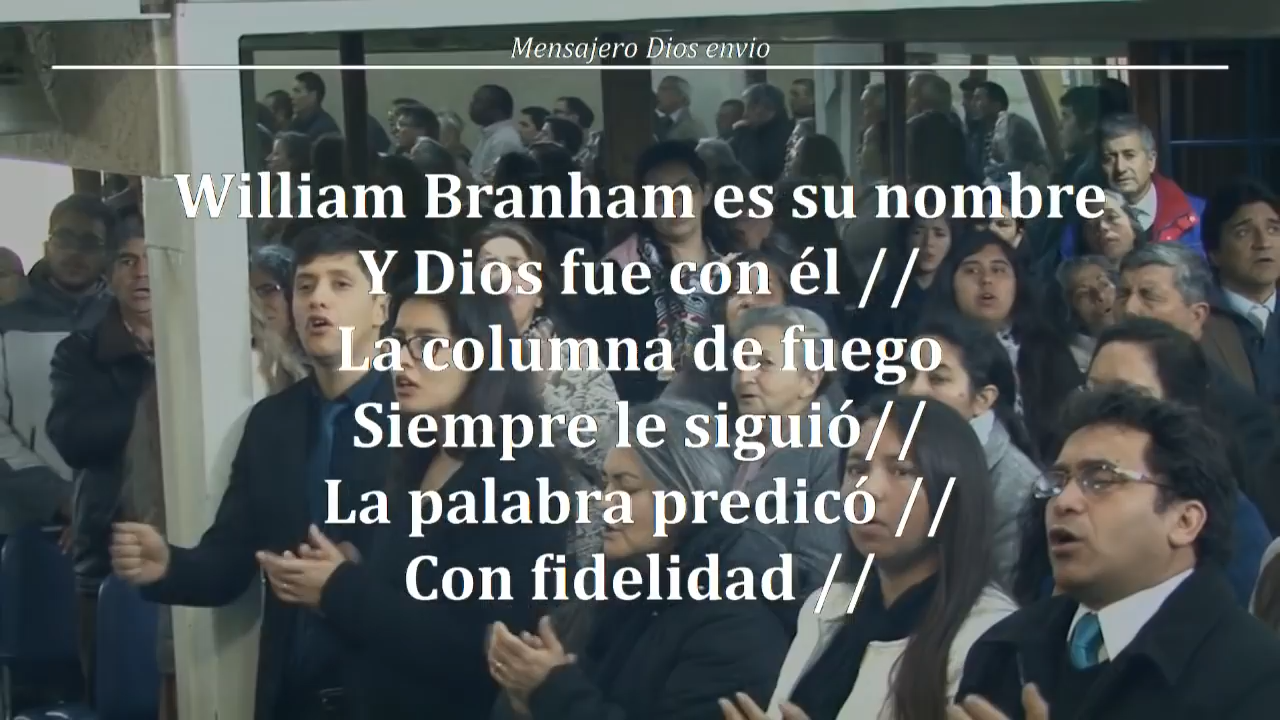 Mensajero Dios envio
William Branham es su nombre
Y Dios fue con él //
La columna de fuego
Siempre le siguió//
La palabra predicó //
Con fidelidad //